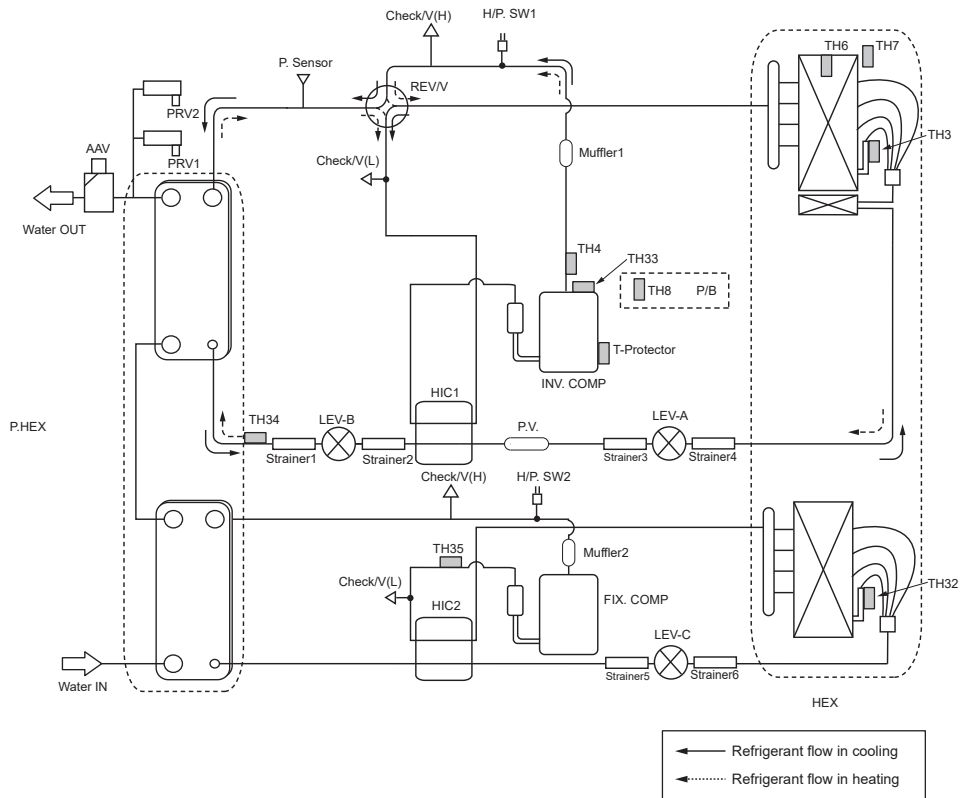 Check/V(H)
H/P. SW1
TH6
TH7
P. Sensor
REV/V
PRV2
PRV1
AAV
TH3
Muffler1
Check/V(L)
Water OUT
TH4
TH33
TH8
P/B
T-Protector
INV. COMP
HIC1
P.HEX
TH34
LEV-B
P.V.
LEV-A
Strainer1
Strainer2
Strainer3
Strainer4
Check/V(H)
H/P. SW2
TH35
Muffler2
Check/V(L)
HIC2
FIX. COMP
TH32
LEV-C
Strainer5
Strainer6
Water IN
HEX
Refrigerant flow in cooling
Refrigerant flow in heating